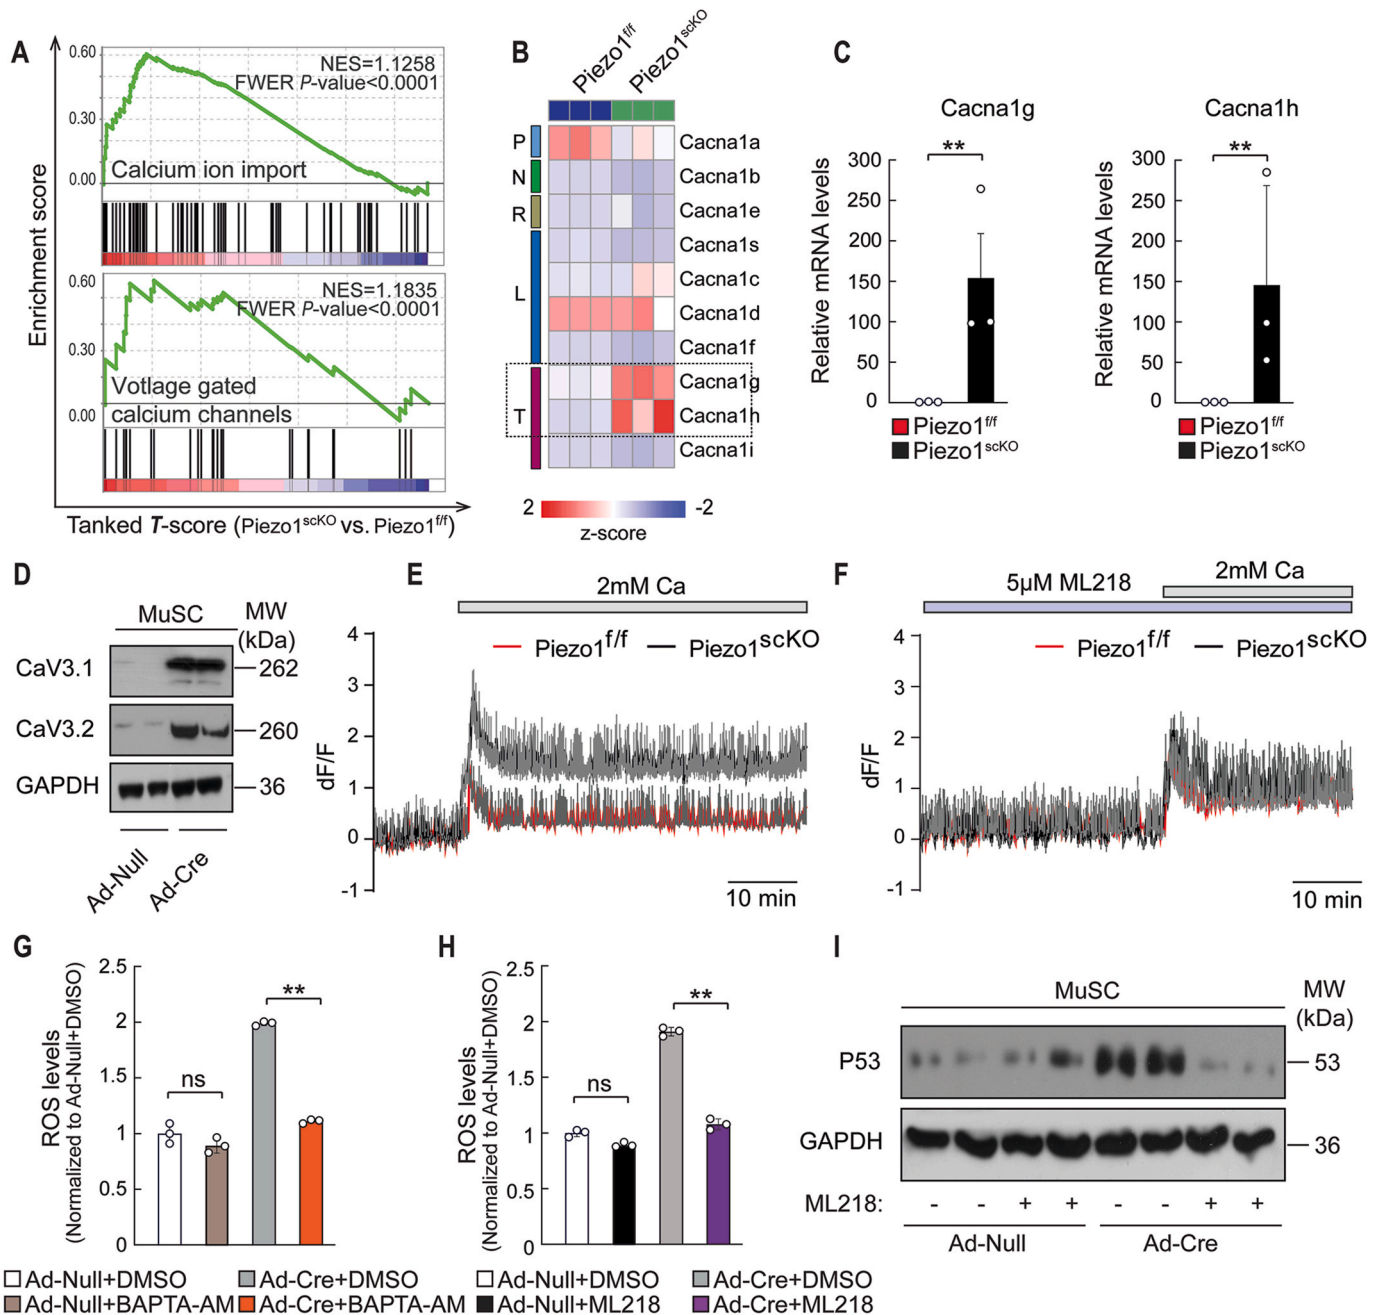 A
Enrichment score
0.60
0.30
0.00
NES=1.1258
FWER P-value<0.0001
Calcium ion import
0.60
0.30
0.00
NES=1.1835
FWER P-value<0.0001
Votlage gated
calcium channels
Tanked T-score (Piezo1scKO vs. Piezo1f/f)
B
Piezo1f/f
Piezo1scKO
P
N
R
L
T
Cacna1a
Cacna1b
Cacna1e
Cacna1s
Cacna1c
Cacna1d
Cacna1f
Cacna1g
Cacna1h
Cacna1i
2
-2
z-score
C
Cacna1g
**
Relative mRNA levels
300
250
200
150
100
50
0
Piezo1f/f
Piezo1scKO
Cacna1h
**
Relative mRNA levels
300
250
200
150
100
50
0
Piezo1f/f
Piezo1scKO
D
MuSC
MW
(kDa)
CaV3.1
262
CaV3.2
260
GAPDH
36
Ad-Null
Ad-Cre
E
2mM Ca
Piezo1f/f
Piezo1scKO
dF/F
4
3
2
1
0
-1
10 min
F
5µM ML218
2mM Ca
Piezo1f/f
Piezo1scKO
dF/F
4
3
2
1
0
-1
10 min
G
ROS levels
(Normalized to Ad-Null+DMSO)
2.5
2
1.5
1
0.5
0
ns
**
Ad-Null+DMSO
Ad-Cre+DMSO
Ad-Null+BAPTA-AM
Ad-Cre+BAPTA-AM
H
ROS levels
(Normalized to Ad-Null+DMSO)
2.5
2
1.5
1
0.5
0
ns
**
Ad-Null+DMSO
Ad-Cre+DMSO
Ad-Null+ML218
Ad-Cre+ML218
I
MuSC
MW
(kDa)
P53
53
GAPDH
36
ML218: - - + + - - + +
Ad-Null
Ad-Cre